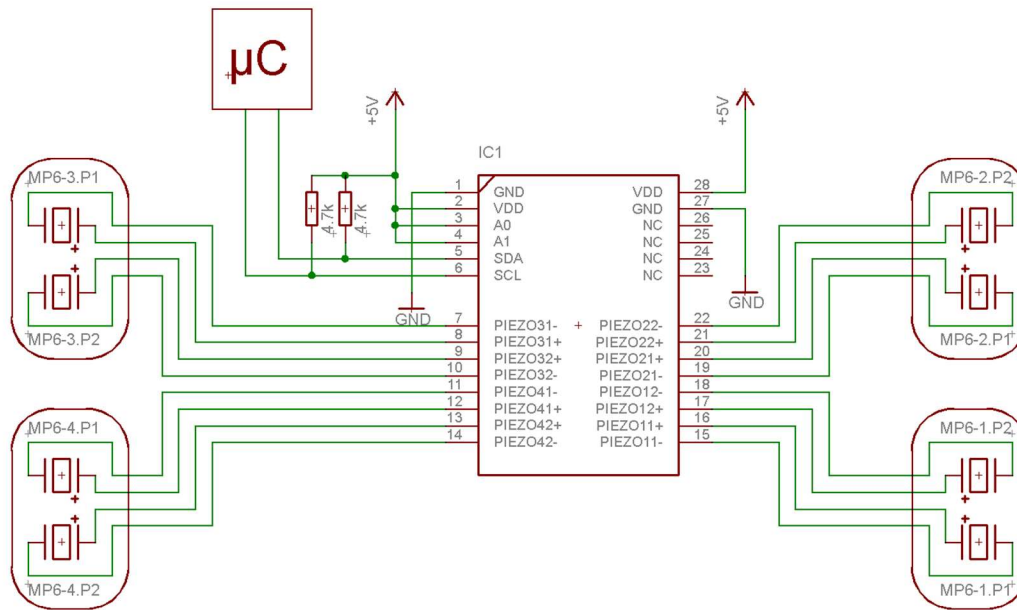 µC
+5V
+5V
IC1
MP6-3.P1
4.7k
4.7k
MP6-3.P2
GND
GND
MP6-2.P2
MP6-2.P1
1 GND VDD 28
2 VDD GND 27
3 A0 NC 26
4 A1 NC 25
5 SDA NC 24
6 SCL NC 23
7 PIEZO31- PIEZO22- 22
8 PIEZO31+ PIEZO22+ 21
9 PIEZO32+ PIEZO21+ 20
10 PIEZO32- PIEZO21- 19
11 PIEZO41- PIEZO12- 18
12 PIEZO41+ PIEZO12+ 17
13 PIEZO42+ PIEZO11+ 16
14 PIEZO42- PIEZO11- 15
MP6-4.P1
MP6-4.P2
MP6-1.P2
MP6-1.P1